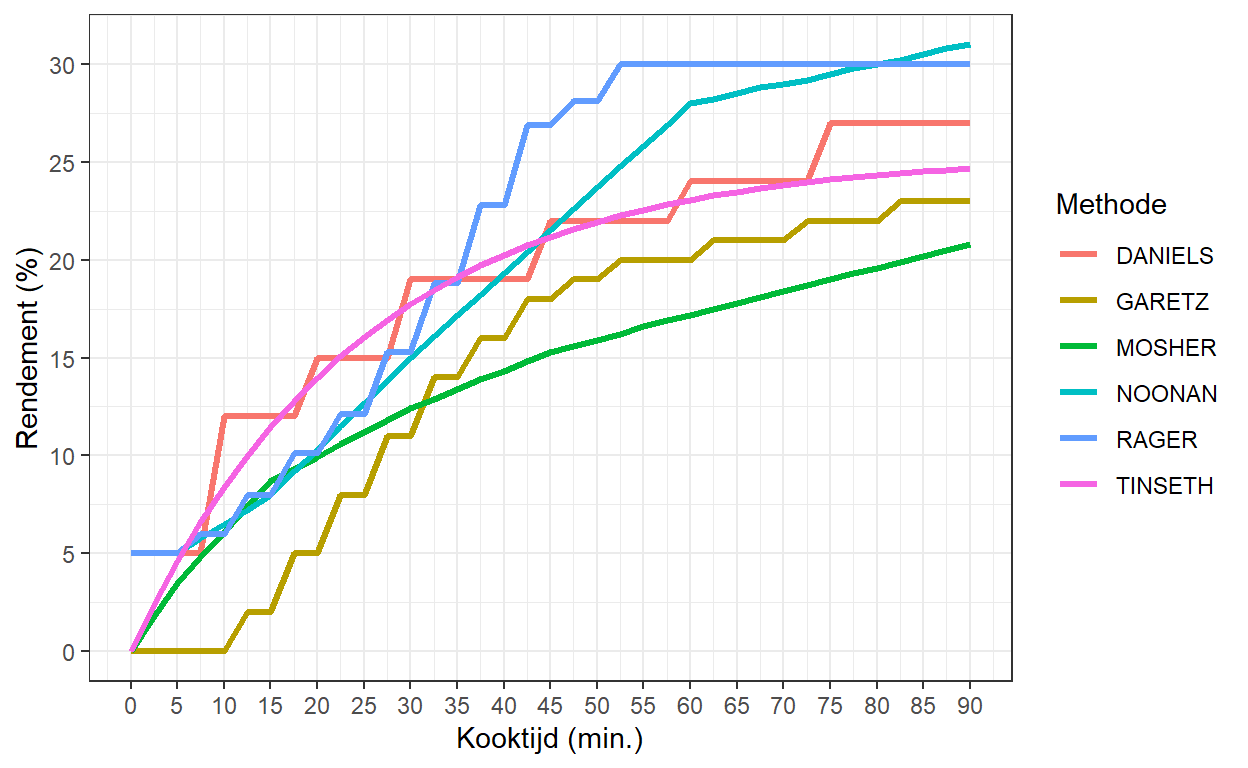 Rendement (%)
30
25
20
15
10
5
0
0 5 10 15 20 25 30 35 40 45 50 55 60 65 70 75 80 85 90
Kooktijd (min.)
Methode
DANIELS
GARETZ
MOSHER
NOONAN
RAGER
TINSETH